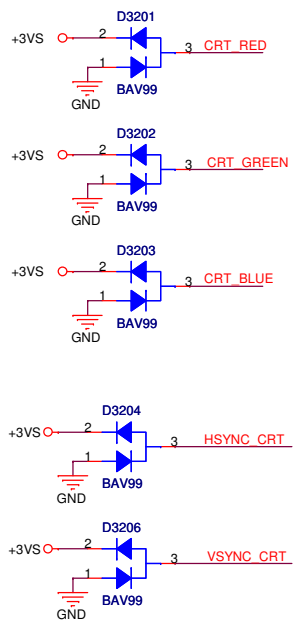 D3201
+3VS 2
3 CRT_RED
1
GND BAV99
D3202
+3VS 2
3 CRT_GREEN
1
GND BAV99
D3203
+3VS 2
3 CRT_BLUE
1
GND BAV99
D3204
+3VS 2
3 HSYNC_CRT
1
GND BAV99
D3206
+3VS 2
3 VSYNC_CRT
1
GND BAV99